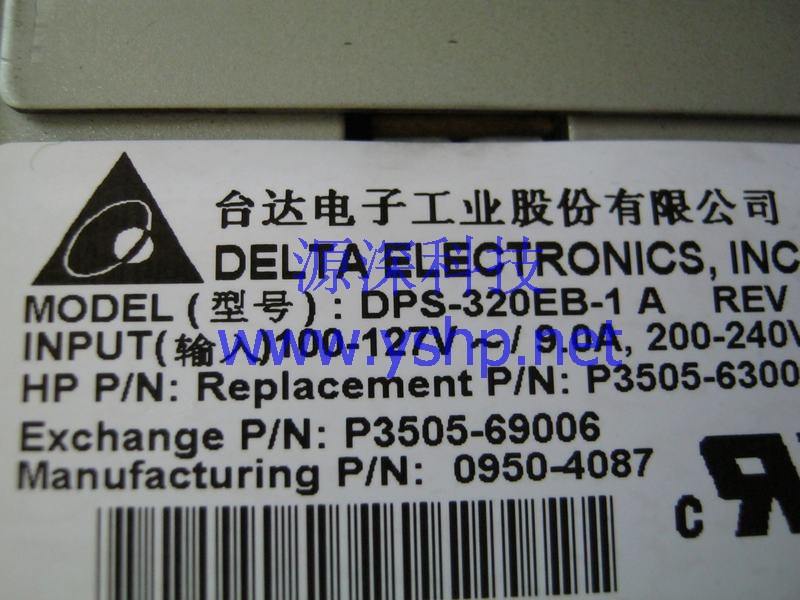 台达电子工业股份有限公司
DELTA ELECTRONICS, INC
源深科技
MODEL (型号) : DPS-320EB-1 A REV
INPUT(输入)100-127V~/ 9.0A, 200-240V
www.yshp.net
HP P/N: Replacement P/N: P3505-6300
Exchange P/N: P3505-69006
Manufacturing P/N: 0950-4087
c